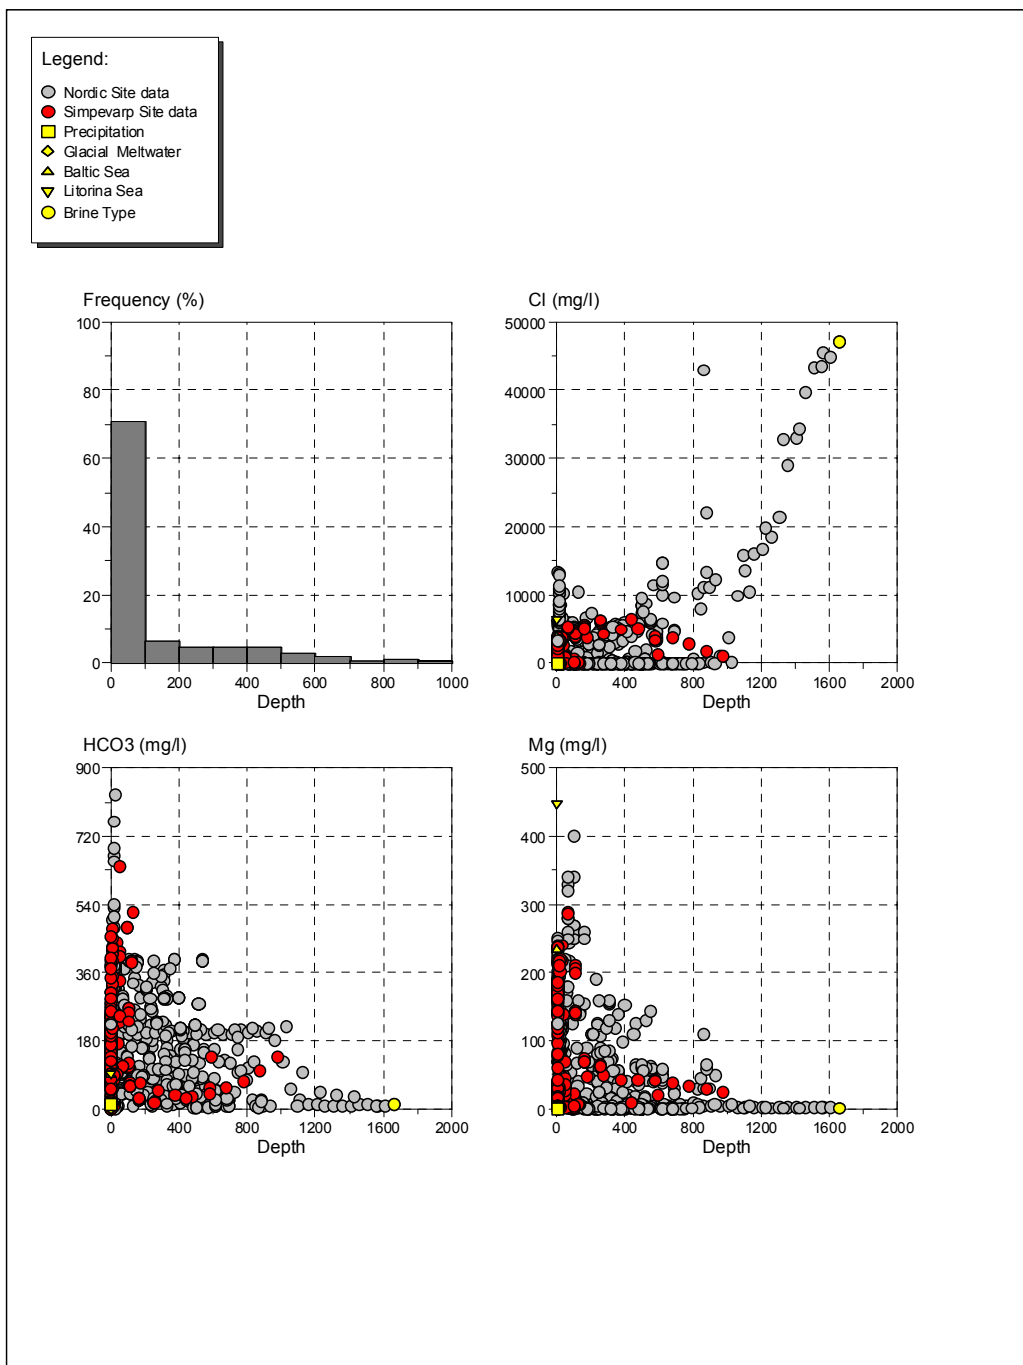 Legend:
Nordic Site data
Simpevarp Site data
Precipitation
Glacial Meltwater
Baltic Sea
Litorina Sea
Brine Type
Frequency (%)
100
80
60
40
20
0
0 200 400 600 800 1000
Depth
Cl (mg/l)
50000
40000
30000
20000
10000
0
0 400 800 1200 1600 2000
Depth
HCO3 (mg/l)
900
720
540
360
180
0
0 400 800 1200 1600 2000
Depth
Mg (mg/l)
500
400
300
200
100
0
0 400 800 1200 1600 2000
Depth